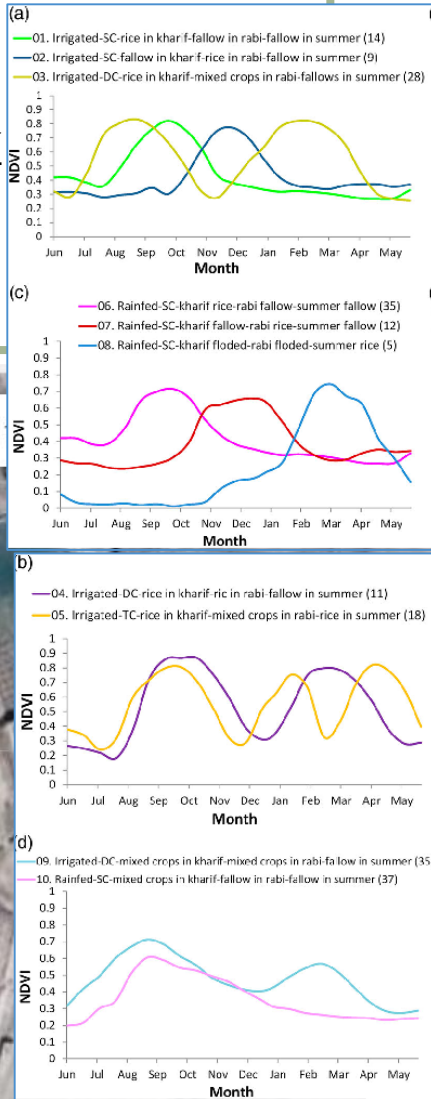 (a)
01. Irrigated-SC-rice in kharif-fallow in rabi-fallow in summer (14)
02. Irrigated-SC-fallow in kharif-rice in rabi-fallow in summer (9)
03. Irrigated-DC-rice in kharif-mixed crops in rabi-fallows in summer (28)
NDVI
1
0.9
0.8
0.7
0.6
0.5
0.4
0.3
0.2
0.1
0
Jun Jul Aug Sep Oct Nov Dec Jan Feb Mar Apr May
Month
(c)
06. Rainfed-SC-kharif rice-rabi fallow-summer fallow (35)
07. Rainfed-SC-kharif fallow-rabi rice-summer fallow (12)
08. Rainfed-SC-kharif floded-rabi floded-summer rice (5)
NDVI
1
0.9
0.8
0.7
0.6
0.5
0.4
0.3
0.2
0.1
0
Jun Jul Aug Sep Oct Nov Dec Jan Feb Mar Apr May
Month
(b)
04. Irrigated-DC-rice in kharif-ric in rabi-fallow in summer (11)
05. Irrigated-TC-rice in kharif-mixed crops in rabi-rice in summer (18)
NDVI
1
0.9
0.8
0.7
0.6
0.5
0.4
0.3
0.2
0.1
0
Jun Jul Aug Sep Oct Nov Dec Jan Feb Mar Apr May
Month
(d)
09. Irrigated-DC-mixed crops in kharif-mixed crops in rabi-fallow in summer (35
10. Rainfed-SC-mixed crops in kharif-fallow in rabi-fallow in summer (37)
NDVI
1
0.9
0.8
0.7
0.6
0.5
0.4
0.3
0.2
0.1
0
Jun Jul Aug Sep Oct Nov Dec Jan Feb Mar Apr May
Month